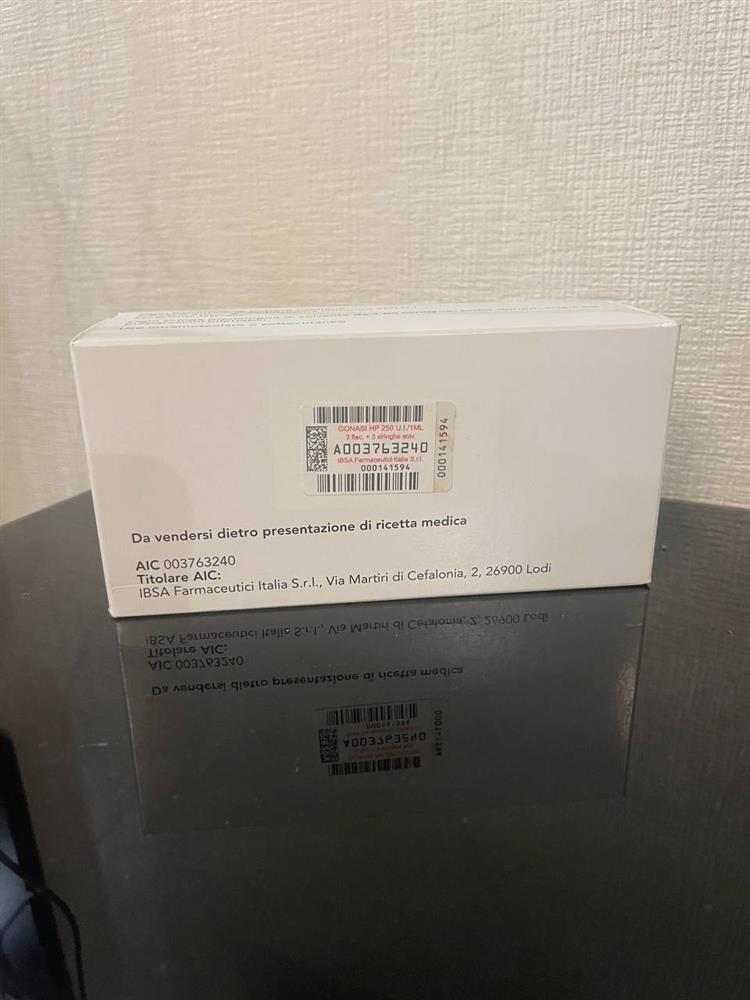 GONASI HP 250 U.I./1ML
3 flac. + 3 siringhe solv.
A003763240
IBSA Farmaceutici Italia S.r.l.
000141594
000141594
Da vendersi dietro presentazione di ricetta medica
AIC 003763240
Titolare AIC:
IBSA Farmaceutici Italia S.r.l., Via Martiri di Cefalonia, 2, 26900 Lodi